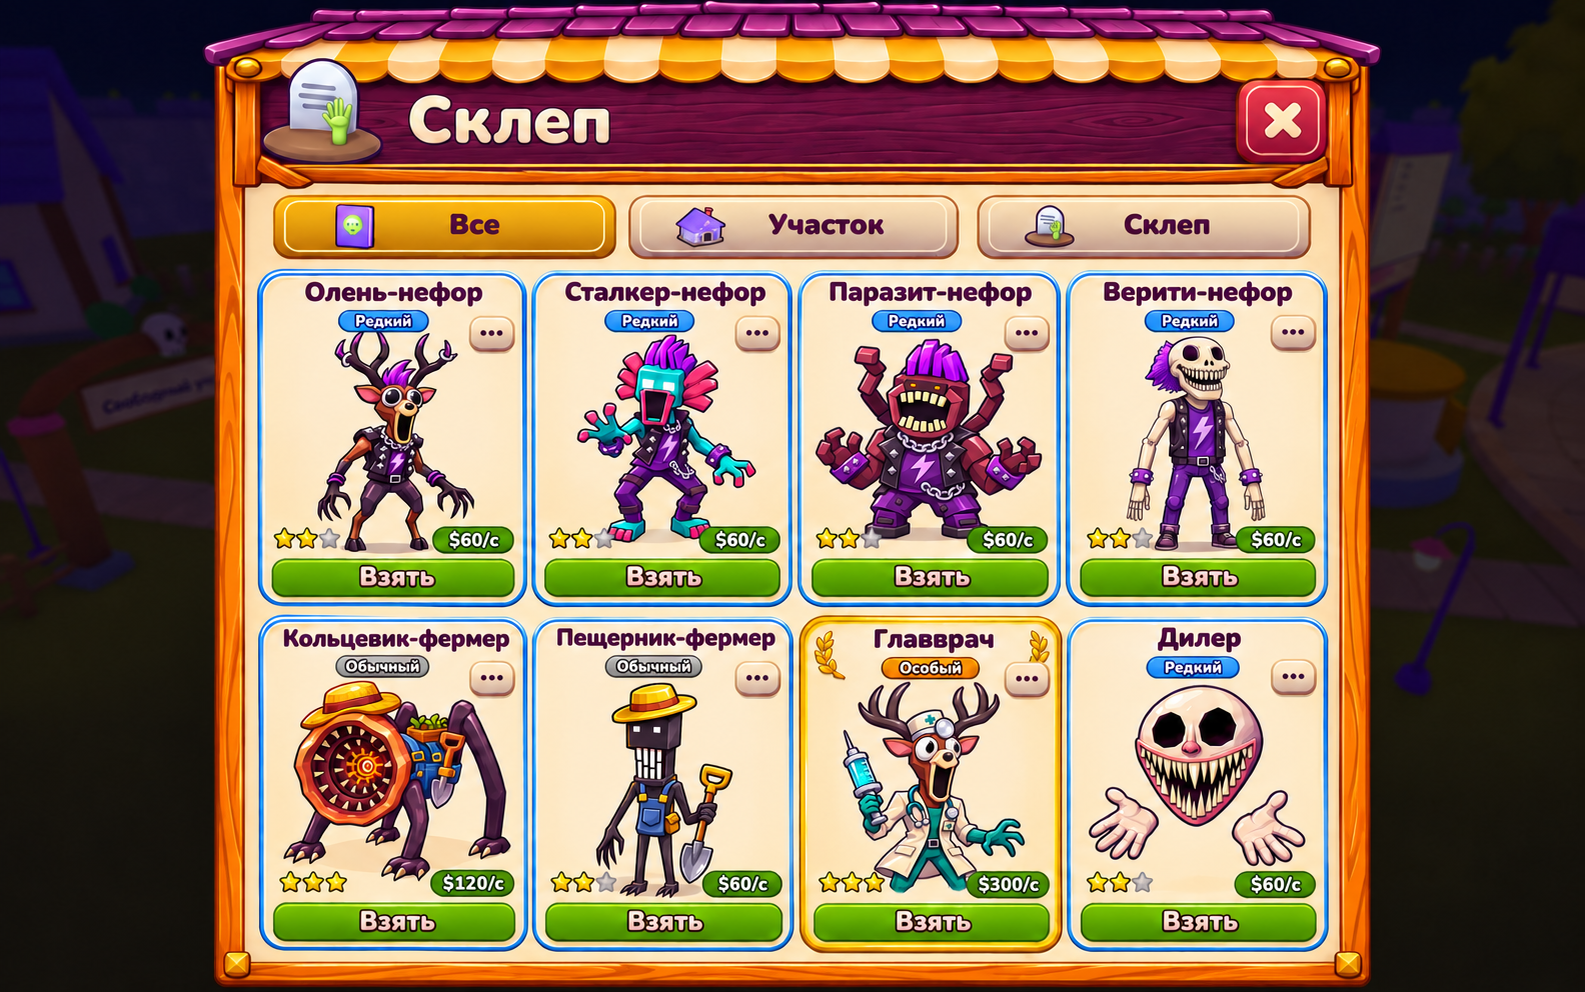 Склеп
Все
Участок
Склеп
Олень-нефор
Редкий
$60/с
Взять
Сталкер-нефор
Редкий
$60/с
Взять
Паразит-нефор
Редкий
$60/с
Взять
Верити-нефор
Редкий
$60/с
Взять
Кольцевик-фермер
Обычный
$120/с
Взять
Пещерник-фермер
Обычный
$60/с
Взять
Главврач
Особый
$300/с
Взять
Дилер
Редкий
$60/с
Взять